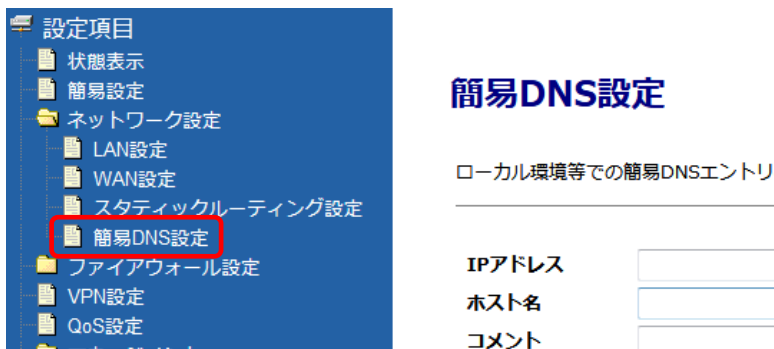 設定項目
状態表示
簡易設定
ネットワーク設定
LAN設定
WAN設定
スタティックルーティング設定
簡易DNS設定
ファイアウォール設定
VPN設定
QoS設定
簡易DNS設定
ローカル環境等での簡易DNSエントリ
IPアドレス
ホスト名
コメント